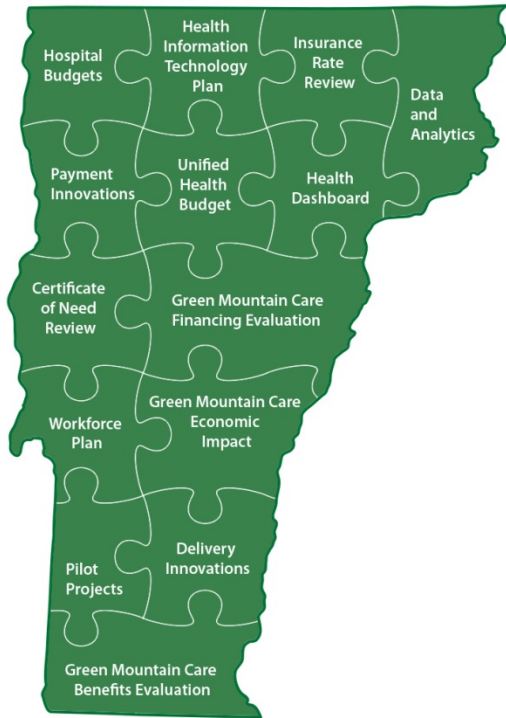 Hospital
Budgets
Health
Information
Technology
Plan
Insurance
Rate
Review
Data
and
Analytics
Payment
Innovations
Unified
Health
Budget
Health
Dashboard
Certificate
of Need
Review
Green Mountain Care
Financing Evaluation
Workforce
Plan
Green Mountain Care
Economic
Impact
Pilot
Projects
Delivery
Innovations
Green Mountain Care
Benefits Evaluation